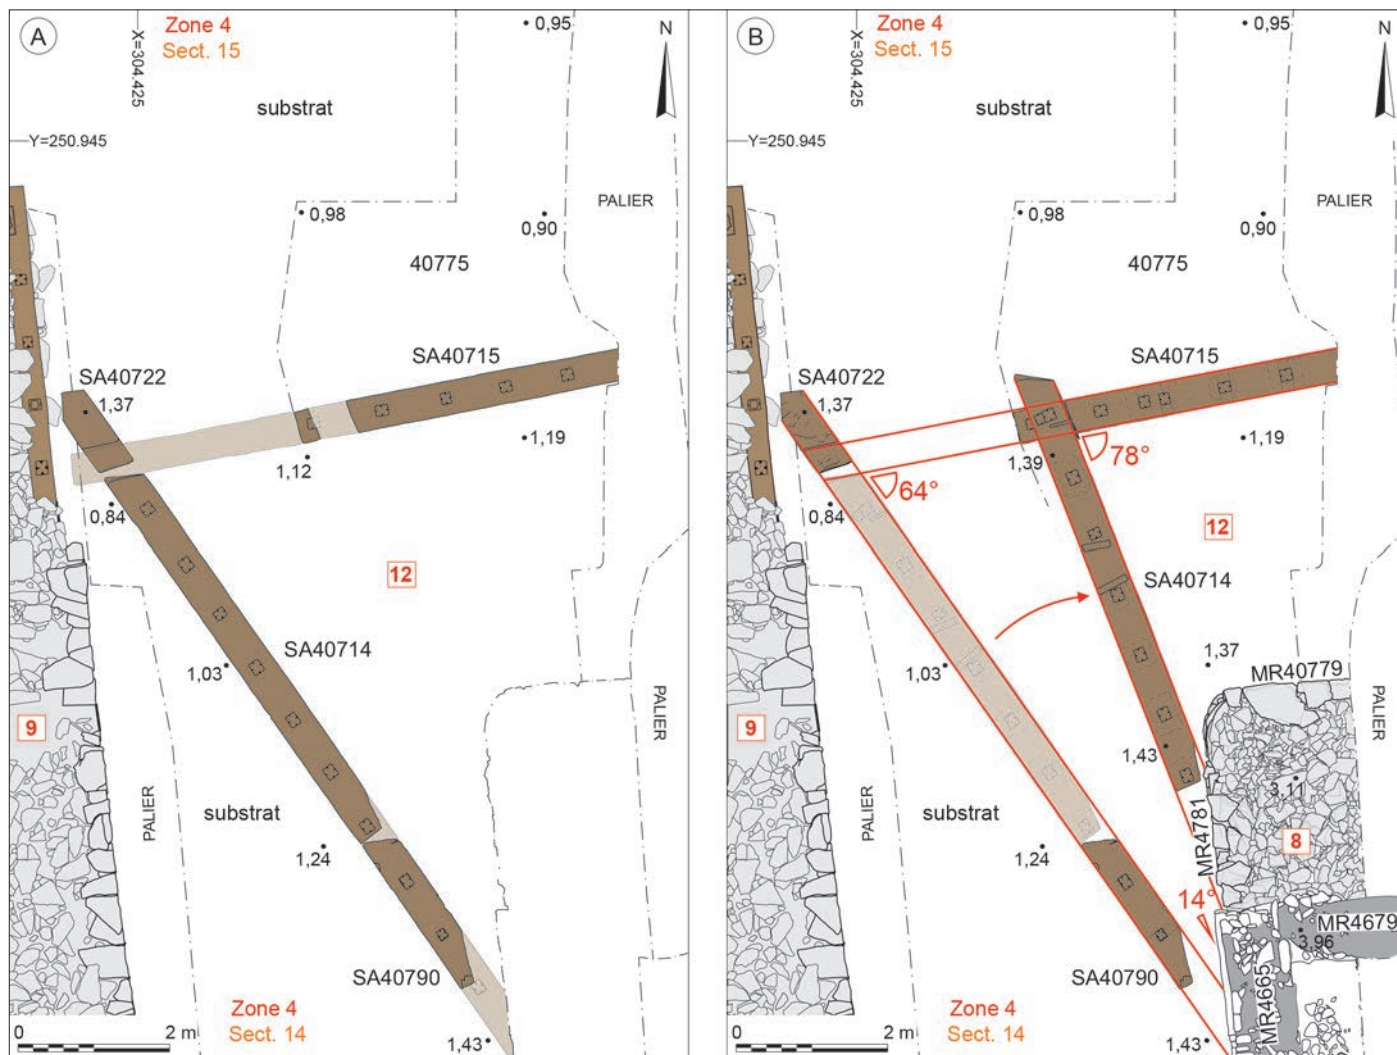 A
X=304.425
Zone 4
Sect. 15
0,95
N
substrat
Y=250.945
PALIER
0,98
0,90
40775
SA40715
SA40722
1,37
1,19
1,12
0,84
12
SA40714
1,03
9
PALIER
PALIER
substrat
1,24
SA40790
Zone 4
Sect. 14
0 2 m
1,43
B
X=304.425
Zone 4
Sect. 15
0,95
N
substrat
Y=250.945
PALIER
0,98
0,90
40775
SA40715
SA40722
1,37
1,19
1,39
78°
64°
0,84
12
SA40714
1,03
1,37
MR40779
9
1,43
3,11
PALIER
substrat
MR4781
8
1,24
14°
MR4679
3,96
SA40790
MR4665
Zone 4
Sect. 14
0 2 m
1,43